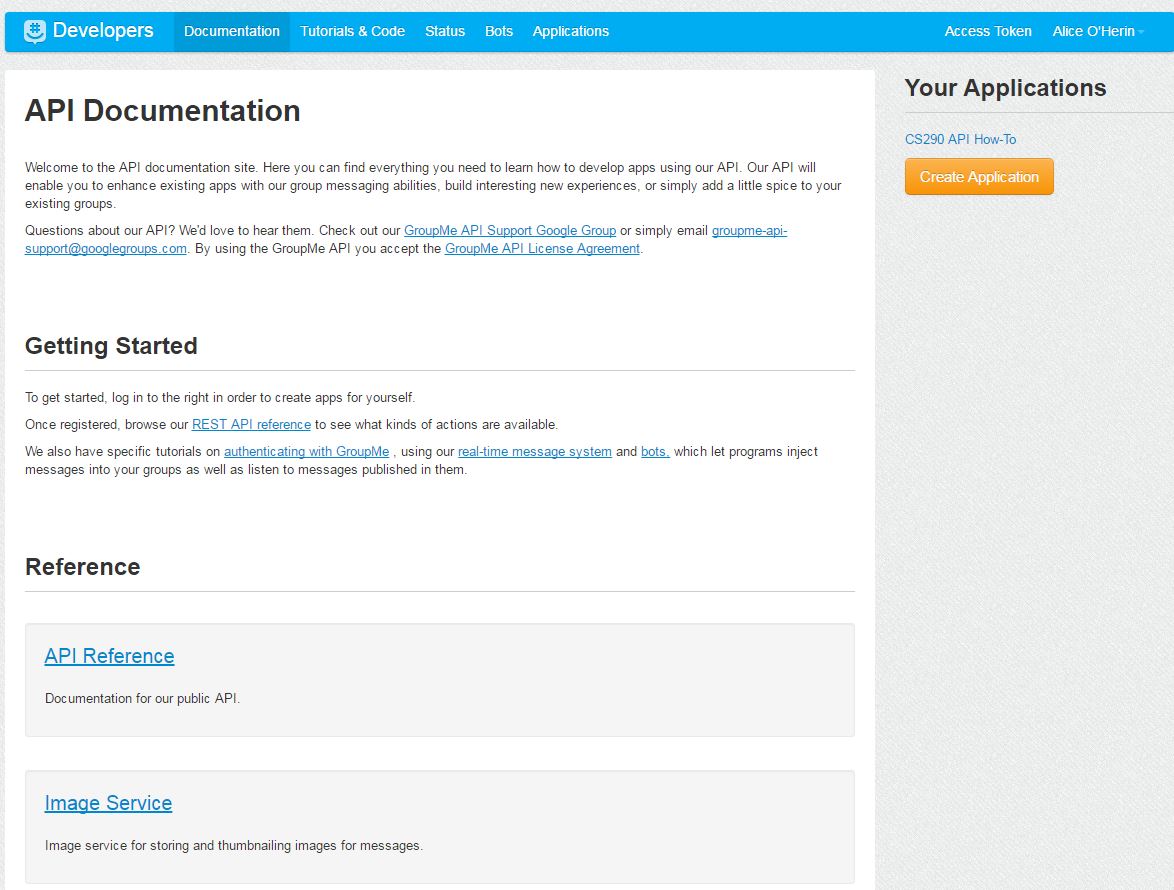 Developers Documentation Tutorials & Code Status Bots Applications Access Token Alice O'Herin
API Documentation
Welcome to the API documentation site. Here you can find everything you need to learn how to develop apps using our API. Our API will
enable you to enhance existing apps with our group messaging abilities, build interesting new experiences, or simply add a little spice to your
existing groups.
Questions about our API? We'd love to hear them. Check out our GroupMe API Support Google Group or simply email groupme-api-
support@googlegroups.com. By using the GroupMe API you accept the GroupMe API License Agreement.
Getting Started
To get started, log in to the right in order to create apps for yourself.
Once registered, browse our REST API reference to see what kinds of actions are available.
We also have specific tutorials on authenticating with GroupMe , using our real-time message system and bots, which let programs inject
messages into your groups as well as listen to messages published in them.
Reference
API Reference
Documentation for our public API.
Image Service
Image service for storing and thumbnailing images for messages.
Your Applications
CS290 API How-To
Create Application